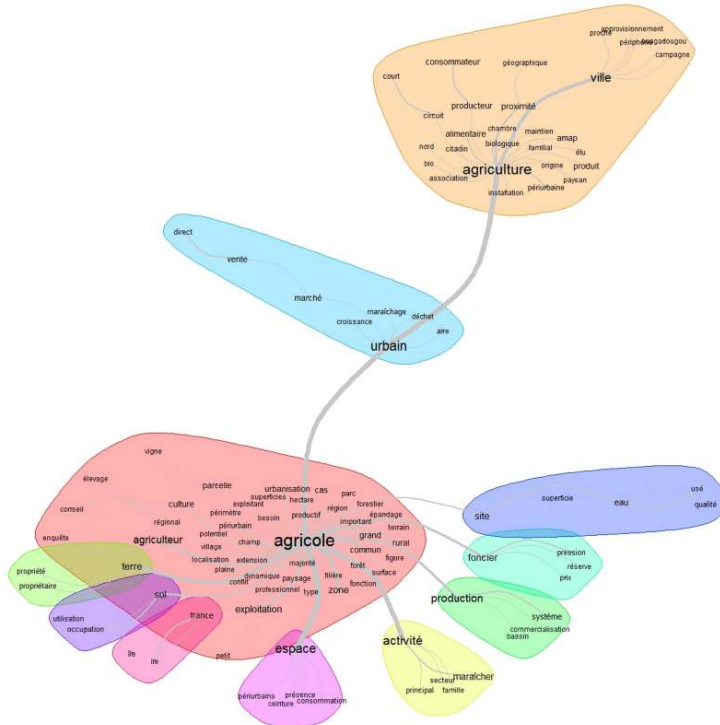 approvisionnement
proche
périphérie
ouagadougou
campagne
consommateur
géographique
court
ville
producteur
proximité
circuit
chambre
maintien
alimentaire
amap
biologique
nord
citadin
familial
élu
bio
agriculture
origine
produit
association
paysan
installation
périurbaine
direct
vente
marché
maraîchage
déchet
croissance
aire
urbain
vigne
élevage
parcelle
urbanisation
cas
parc
superficies
hectare
forestier
culture
exploitant
région
conseil
périmètre
épandage
régional
périurbain
besoin
productif
important
terrain
potentiel
agriculteur
champ
agricole
grand
rural
enquête
village
commun
figure
localisation
extension
majorité
forêt
terre
plaine
dynamique
paysage
filière
surface
conflit
fonction
professionnel
type
zone
propriété
propriétaire
sol
utilisation
occupation
exploitation
france
petit
espace
périurbains
présence
ceinture
consommation
activité
maraîcher
secteur
principal
famille
production
système
commercialisation
bassin
foncier
pression
réserve
prix
site
superficie
eau
usé
qualité